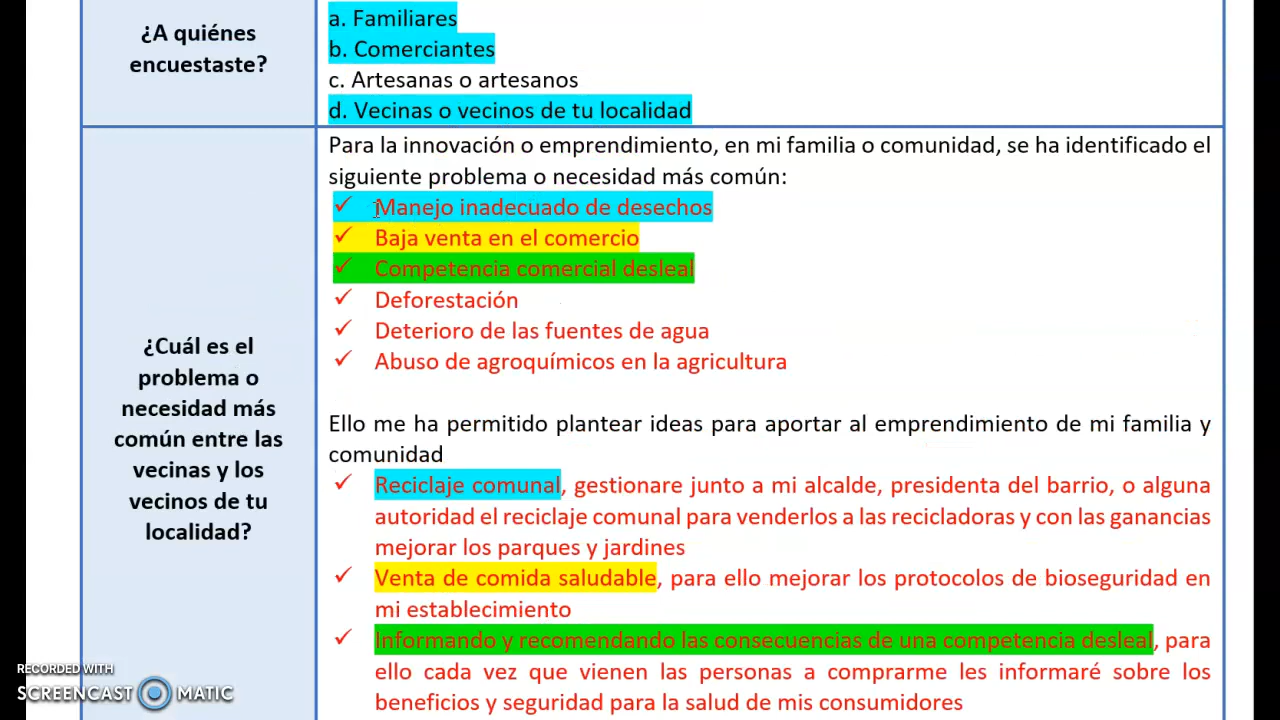 ¿A quiénes
encuestaste?
a. Familiares
b. Comerciantes
c. Artesanas o artesanos
d. Vecinas o vecinos de tu localidad
¿Cuál es el
problema o
necesidad más
común entre las
vecinas y los
vecinos de tu
localidad?
Para la innovación o emprendimiento, en mi familia o comunidad, se ha identificado el
siguiente problema o necesidad más común:
✓ Manejo inadecuado de desechos
✓ Baja venta en el comercio
✓ Competencia comercial desleal
✓ Deforestación
✓ Deterioro de las fuentes de agua
✓ Abuso de agroquímicos en la agricultura
Ello me ha permitido plantear ideas para aportar al emprendimiento de mi familia y
comunidad
✓ Reciclaje comunal, gestionare junto a mi alcalde, presidenta del barrio, o alguna
autoridad el reciclaje comunal para venderlos a las recicladoras y con las ganancias
mejorar los parques y jardines
✓ Venta de comida saludable, para ello mejorar los protocolos de bioseguridad en
mi establecimiento
✓ Informando y recomendando las consecuencias de una competencia desleal, para
ello cada vez que vienen las personas a comprarme les informaré sobre los
beneficios y seguridad para la salud de mis consumidores
RECORDED WITH
SCREENCAST MATIC